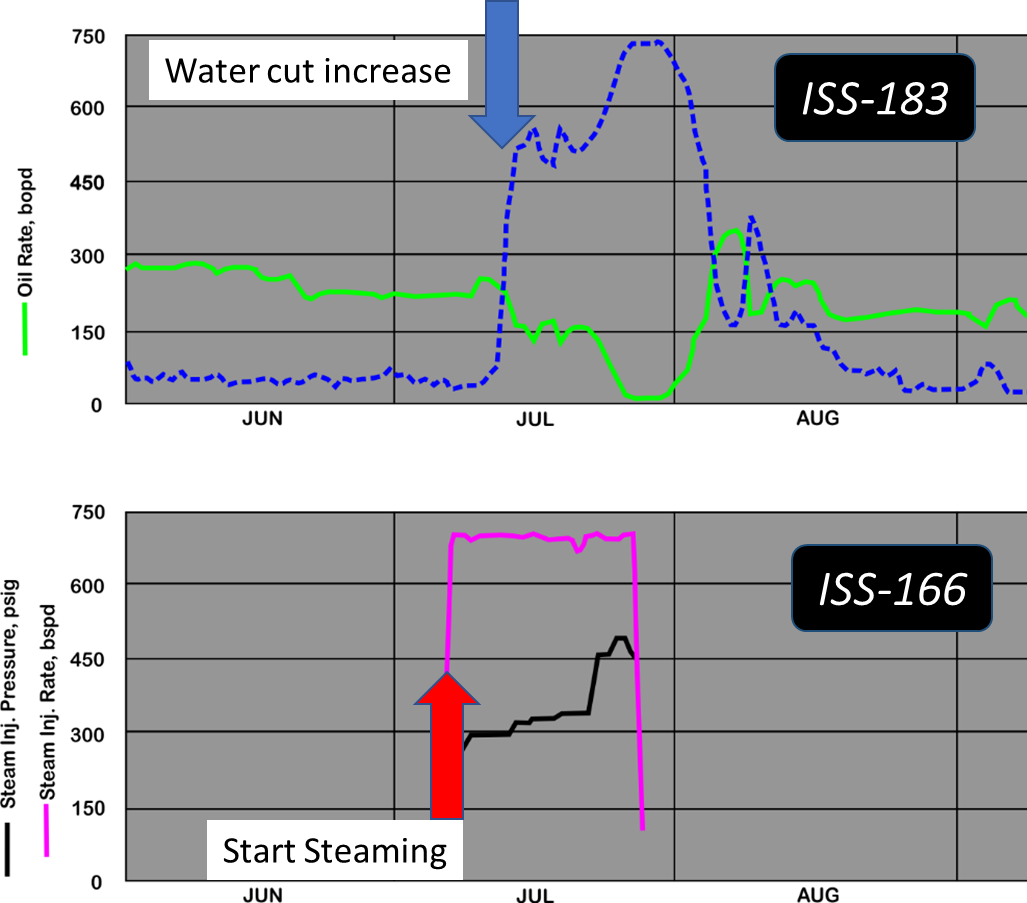 750
600
450
300
150
0
Oil Rate, bopd
Water cut increase
ISS-183
JUN
JUL
AUG
750
600
450
300
150
0
Steam Inj. Pressure, psig
Steam Inj. Rate, bspd
ISS-166
Start Steaming
JUN
JUL
AUG